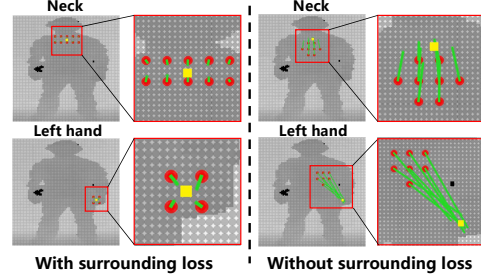 Neck
Neck
Left hand
Left hand
With surrounding loss
Without surrounding loss